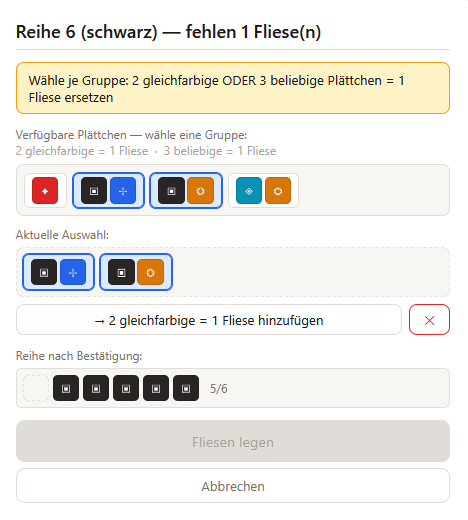 Reihe 6 (schwarz) — fehlen 1 Fliese(n)
Wähle je Gruppe: 2 gleichfarbige ODER 3 beliebige Plättchen = 1
Fliese ersetzen
Verfügbare Plättchen — wähle eine Gruppe:
2 gleichfarbige = 1 Fliese · 3 beliebige = 1 Fliese
Aktuelle Auswahl:
→ 2 gleichfarbige = 1 Fliese hinzufügen
Reihe nach Bestätigung:
5/6
Fliesen legen
Abbrechen